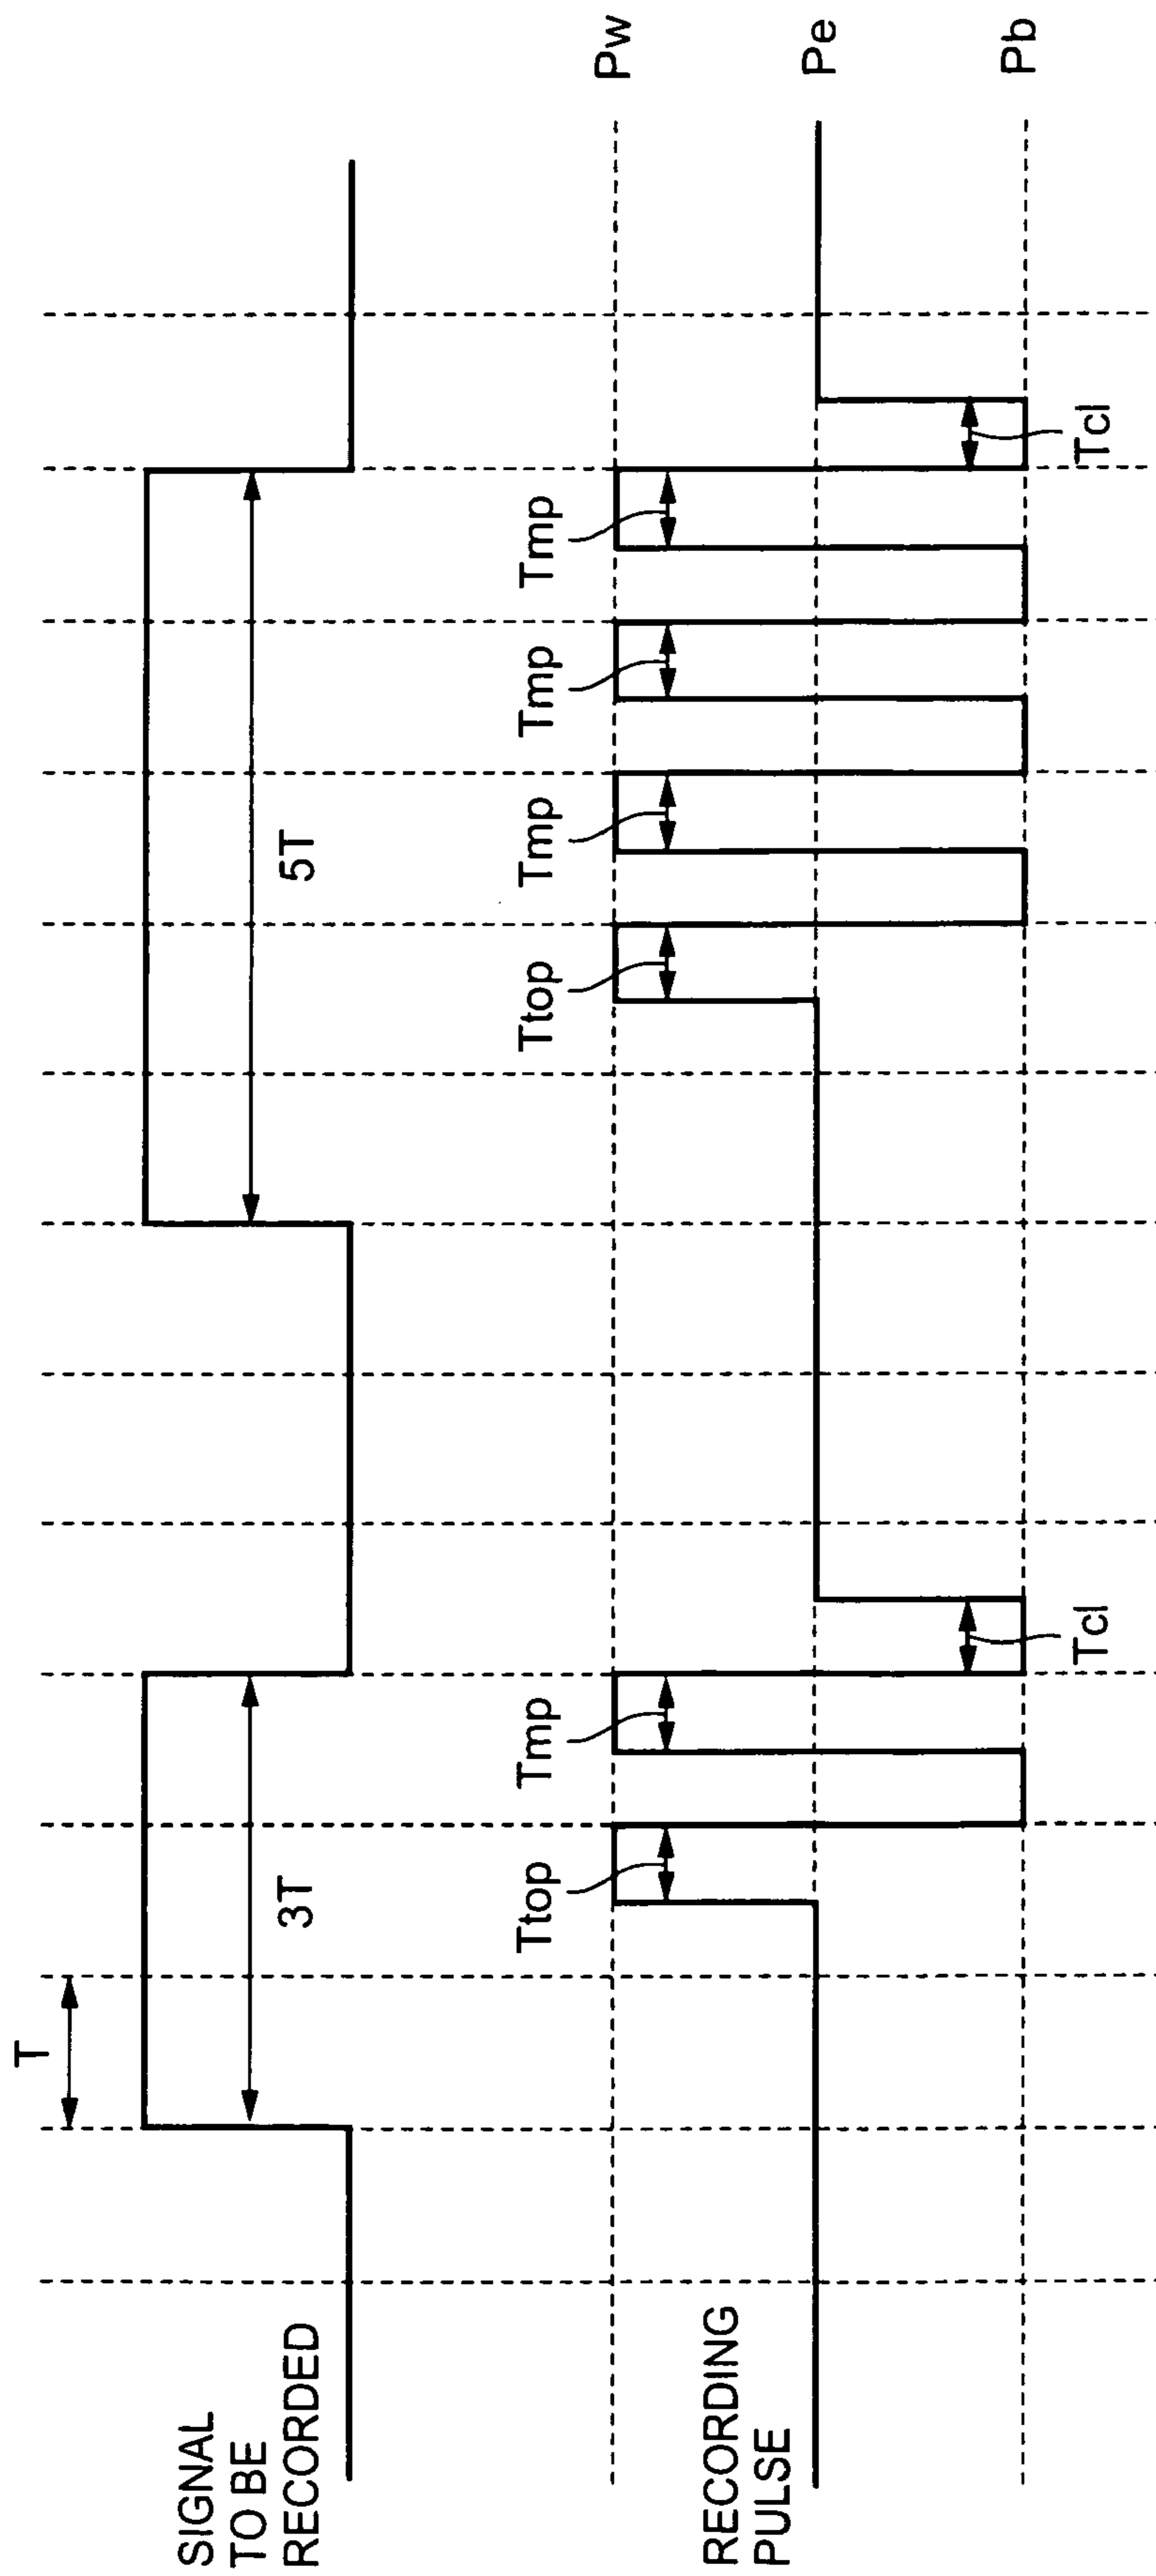 T
SIGNAL
TO BE
RECORDED
3T
5T
RECORDING
PULSE
Ttop
Tmp
Tcl
Ttop
Tmp
Tmp
Tmp
Tcl
Pw
Pe
Pb